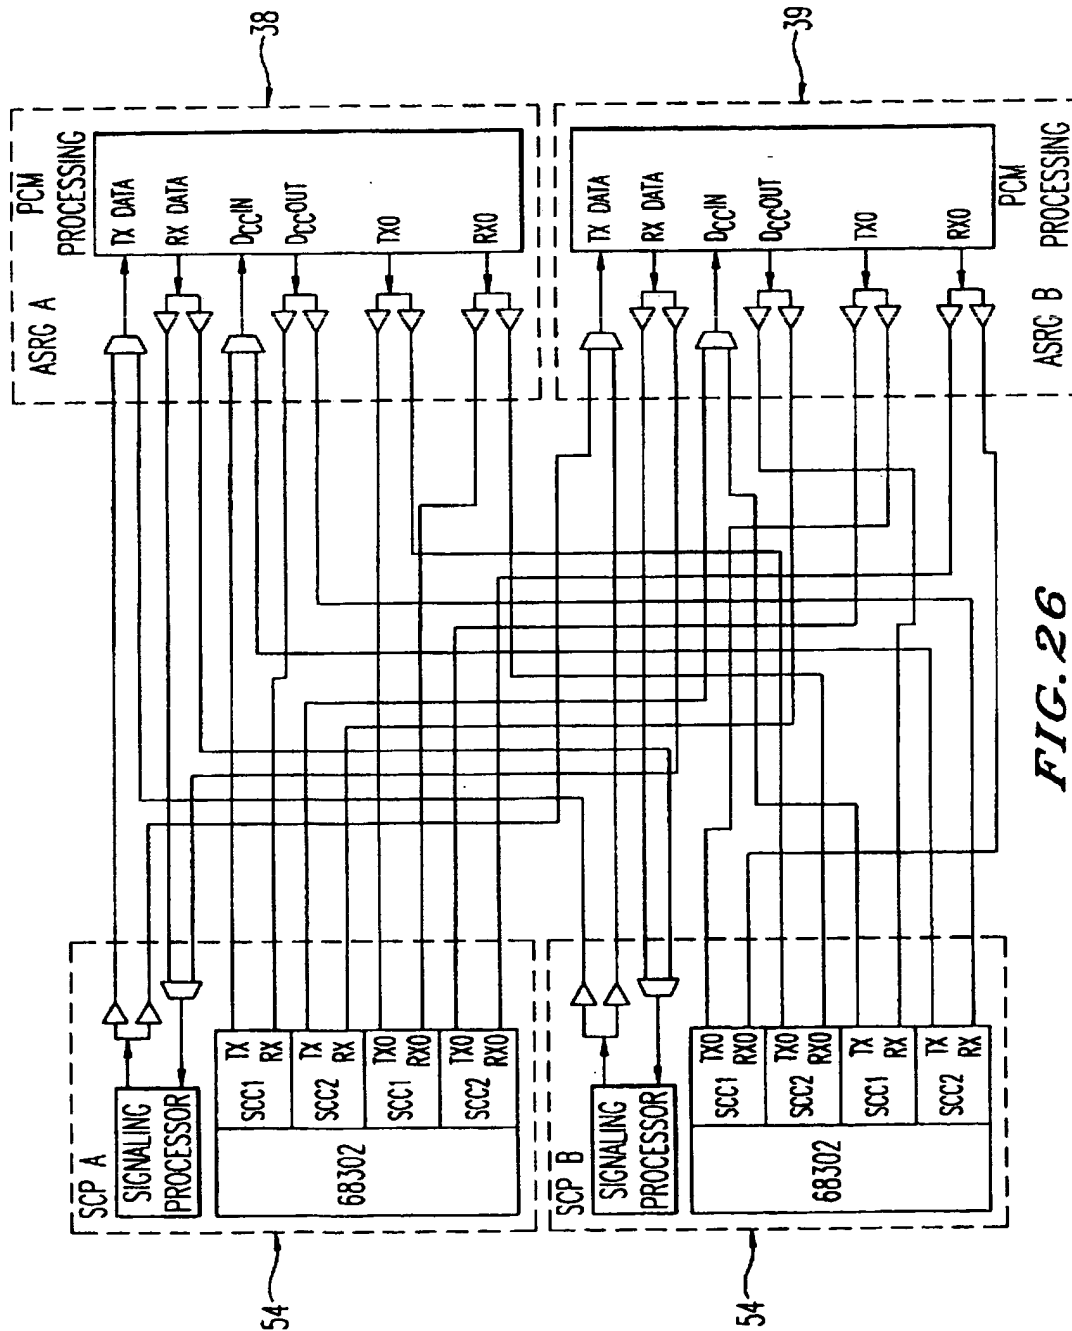 54
SCP A
SIGNALING
PROCESSOR
68302
SCC1
TX
RX
SCC2
TX
RX
SCC1
TXO
RXO
SCC2
TXO
RXO
54
SCP B
SIGNALING
PROCESSOR
68302
SCC1
TXO
RXO
SCC2
TXO
RXO
SCC1
TX
RX
SCC2
TX
RX
38
ASRG A
PCM
PROCESSING
TX DATA
RX DATA
DCCIN
DCCOUT
TXO
RXO
39
ASRG B
PCM
PROCESSING
TX DATA
RX DATA
DCCIN
DCCOUT
TXO
RXO
FIG. 26